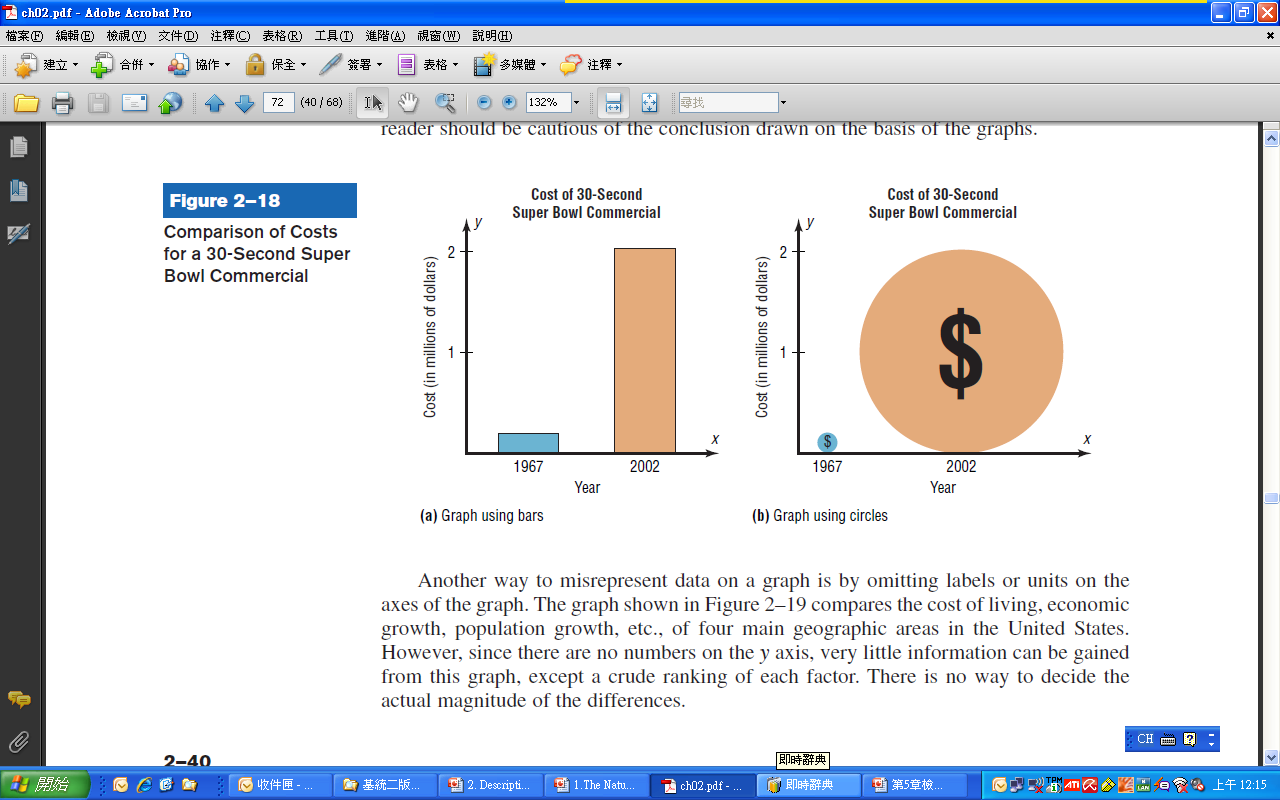 ch02.pdf - Adobe Acrobat Pro
檔案(F) 編輯(E) 檢視(V) 文件(D) 注釋(C) 表格(R) 工具(T) 進階(A) 視窗(W) 說明(H)
建立 合併 協作 保全 簽署 表格 多媒體 注釋
72 (40 / 68) 132% 尋找
reader should be cautious of the conclusion drawn on the basis of the graphs.
Figure 2–18
Comparison of Costs
for a 30-Second Super
Bowl Commercial
Cost of 30-Second
Super Bowl Commercial
y
2
1
Cost (in millions of dollars)
x
1967 2002
Year
(a) Graph using bars
Cost of 30-Second
Super Bowl Commercial
y
2
1
Cost (in millions of dollars)
$
$
x
1967 2002
Year
(b) Graph using circles
Another way to misrepresent data on a graph is by omitting labels or units on the
axes of the graph. The graph shown in Figure 2–19 compares the cost of living, economic
growth, population growth, etc., of four main geographic areas in the United States.
However, since there are no numbers on the y axis, very little information can be gained
from this graph, except a crude ranking of each factor. There is no way to decide the
actual magnitude of the differences.
2–40
CH
即時辭典
開始 收件匣 - ... 基統二版... 2. Descripti... 1.The Natu... ch02.pdf - ... 即時辭典 第5章檢... 上午 12:15